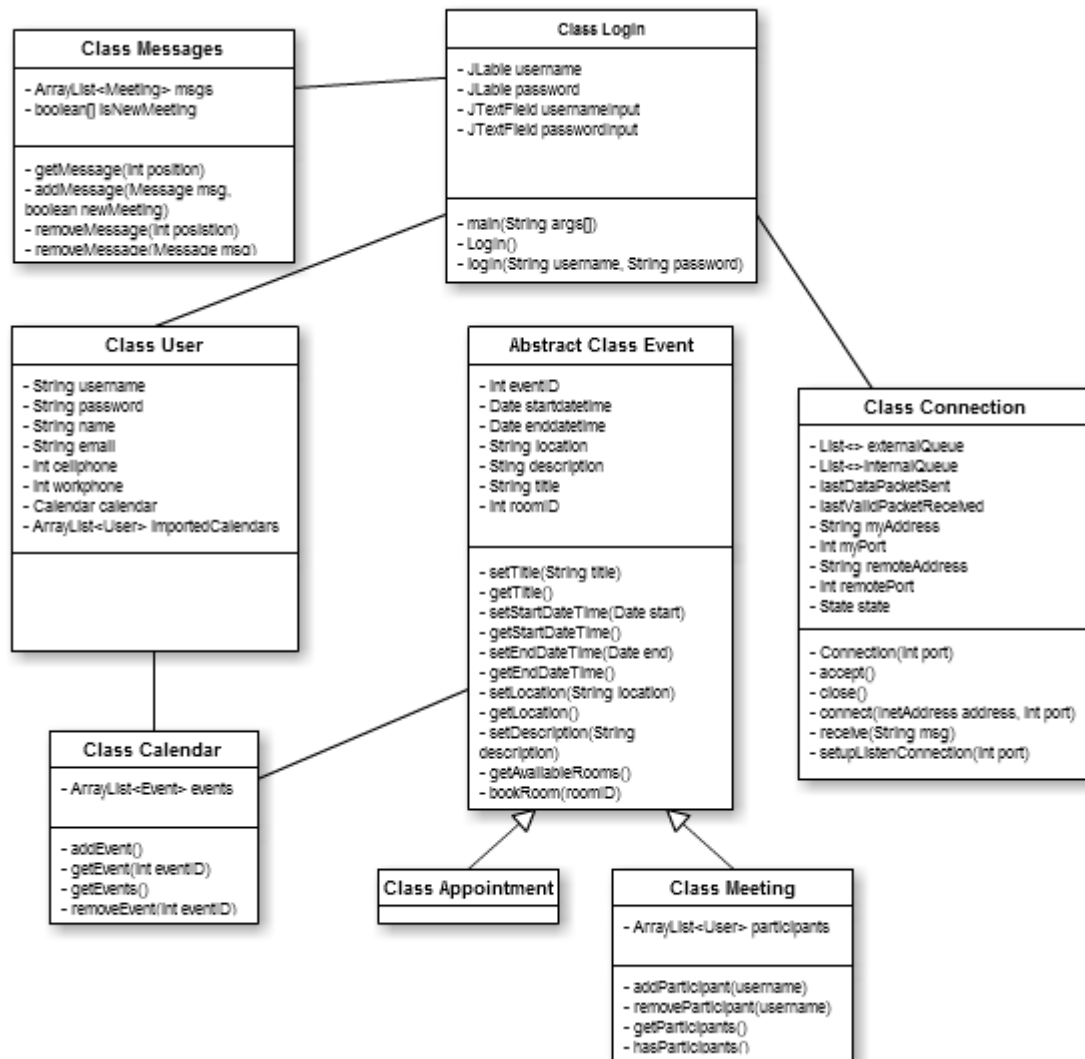 Class Messages
- ArrayList<Meeting> msgs
- boolean[] isNewMeeting
- getMessage(int position)
- addMessage(Message msg,
boolean newMeeting)
- removeMessage(int posistion)
- removeMessage(Message msg)
Class Login
- JLable username
- JLable password
- JTextField usernameInput
- JTextField passwordInput
- main(String args[])
- Login()
- login(String username, String password)
Class User
- String username
- String password
- String name
- String email
- int cellphone
- int workphone
- Calendar calendar
- ArrayList<User> importedCalendars
Abstract Class Event
- int eventID
- Date startdatetime
- Date enddatetime
- String location
- Sting description
- String title
- int roomID
- setTitle(String title)
- getTitle()
- setStartDateTime(Date start)
- getStartDateTime()
- setEndDateTime(Date end)
- getEndDateTime()
- setLocation(String location)
- getLocation()
- setDescription(String
description)
- getAvailableRooms()
- bookRoom(roomID)
Class Connection
- List<> externalQueue
- List<>internalQueue
- lastDataPacketSent
- lastValidPacketReceived
- String myAddress
- int myPort
- String remoteAddress
- int remotePort
- State state
- Connection(int port)
- accept()
- close()
- connect(InetAddress address, int port)
- receive(String msg)
- setupListenConnection(int port)
Class Calendar
- ArrayList<Event> events
- addEvent()
- getEvent(int eventID)
- getEvents()
- removeEvent(int eventID)
Class Appointment
Class Meeting
- ArrayList<User> participants
- addParticipant(username)
- removeParticipant(username)
- getParticipants()
- hasParticipants()